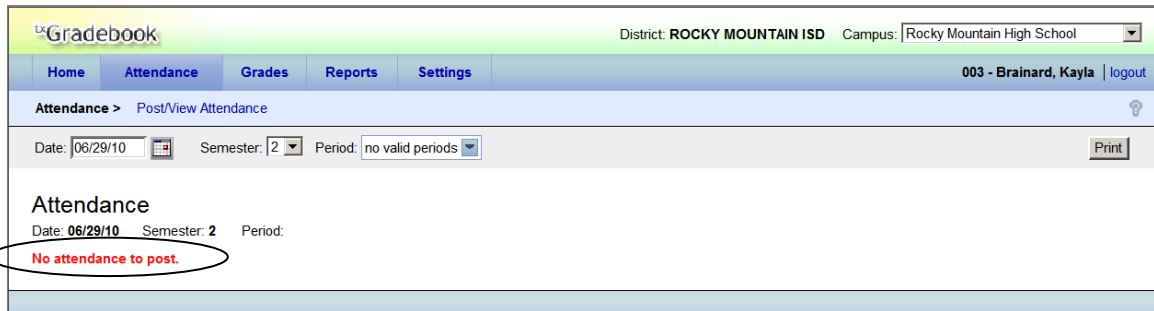 txGradebook District: ROCKY MOUNTAIN ISD Campus: Rocky Mountain High School
Home Attendance Grades Reports Settings 003 - Brainard, Kayla | logout
Attendance > Post/View Attendance ?
Date: 06/29/10 Semester: 2 Period: no valid periods Print
Attendance
Date: 06/29/10 Semester: 2 Period:
No attendance to post.